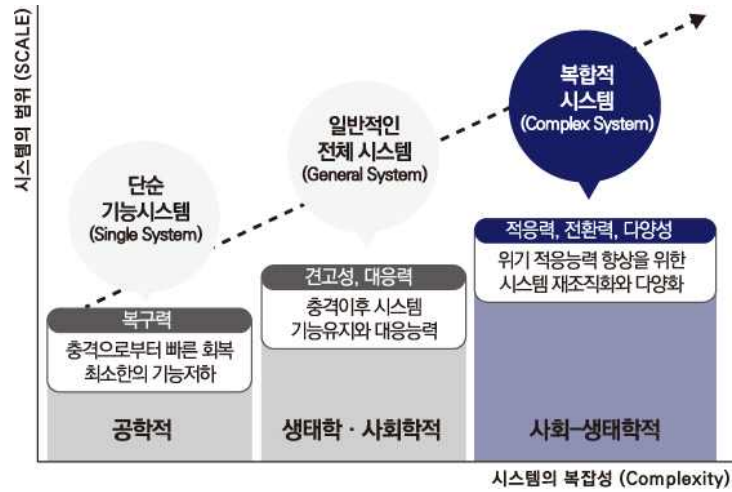 시스템의 범위 (SCALE)
단순
기능시스템
(Single System)
복구력
충격으로부터 빠른 회복
최소한의 기능저하
공학적
일반적인
전체 시스템
(General System)
견고성, 대응력
충격이후 시스템
기능유지와 대응능력
생태학 · 사회학적
복합적
시스템
(Complex System)
적응력, 전환력, 다양성
위기 적응능력 향상을 위한
시스템 재조직화와 다양화
사회-생태학적
시스템의 복잡성 (Complexity)